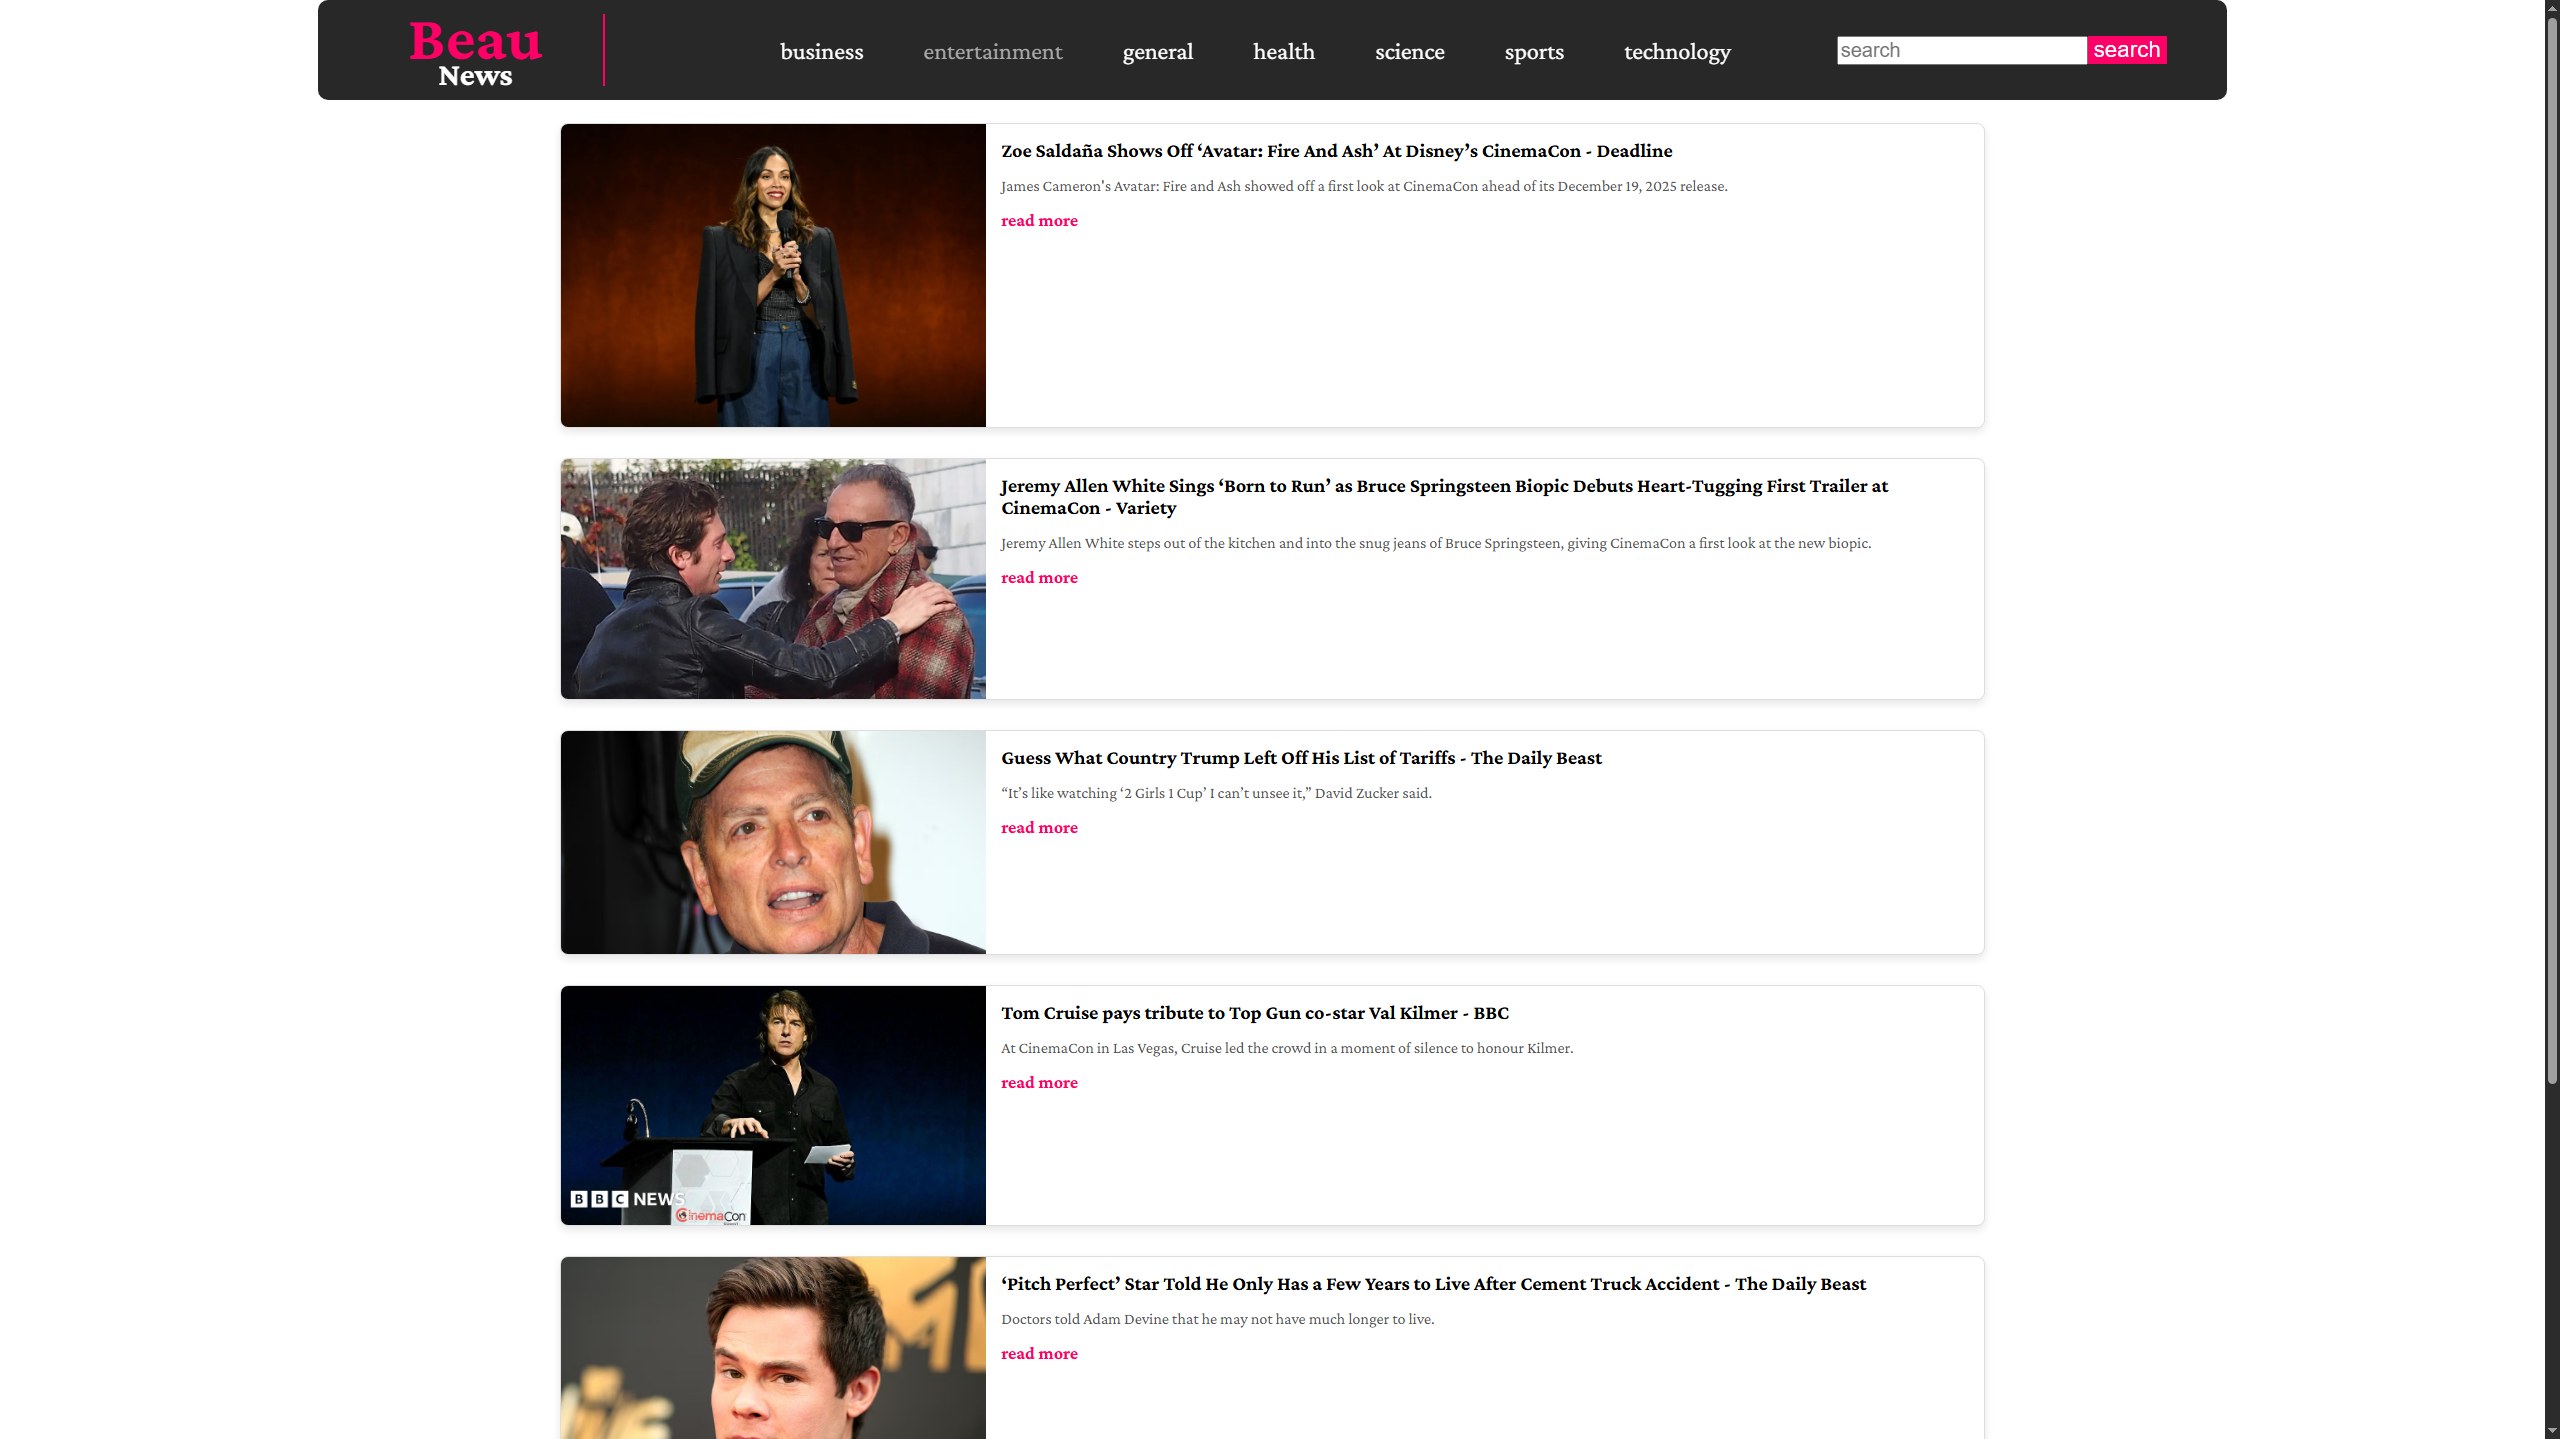 Beau
News
business
entertainment
general
health
science
sports
technology
search
search
Zoe Saldaña Shows Off ‘Avatar: Fire And Ash’ At Disney’s CinemaCon - Deadline
James Cameron's Avatar: Fire and Ash showed off a first look at CinemaCon ahead of its December 19, 2025 release.
read more
Jeremy Allen White Sings ‘Born to Run’ as Bruce Springsteen Biopic Debuts Heart-Tugging First Trailer at
CinemaCon - Variety
Jeremy Allen White steps out of the kitchen and into the snug jeans of Bruce Springsteen, giving CinemaCon a first look at the new biopic.
read more
Guess What Country Trump Left Off His List of Tariffs - The Daily Beast
“It’s like watching ‘2 Girls 1 Cup’ I can’t unsee it,” David Zucker said.
read more
BBC NEWS
CinemaCon
Tom Cruise pays tribute to Top Gun co-star Val Kilmer - BBC
At CinemaCon in Las Vegas, Cruise led the crowd in a moment of silence to honour Kilmer.
read more
‘Pitch Perfect’ Star Told He Only Has a Few Years to Live After Cement Truck Accident - The Daily Beast
Doctors told Adam Devine that he may not have much longer to live.
read more